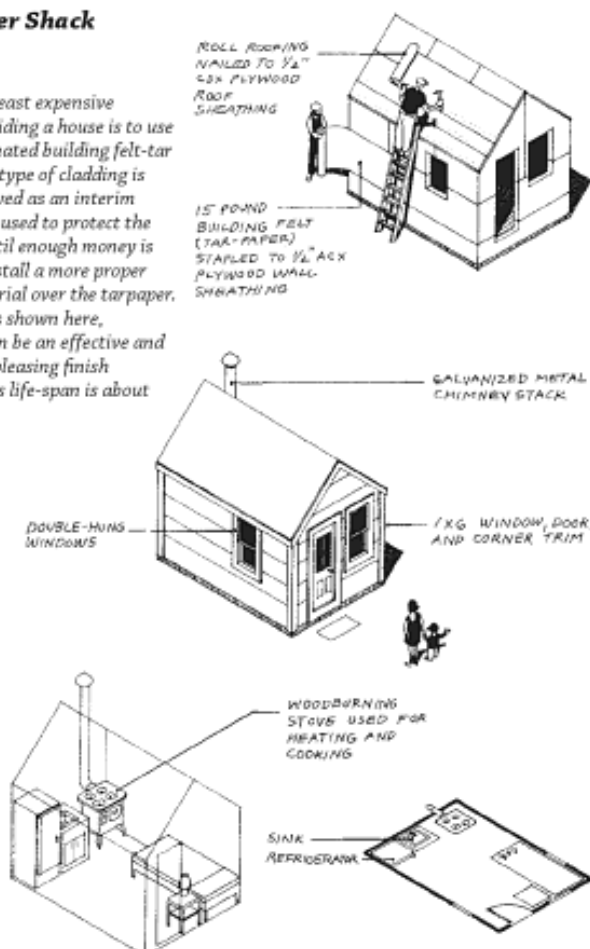 er Shack
east expensive
iding a house is to use
nated building felt-tar
type of cladding is
ved as an interim
used to protect the
til enough money is
stall a more proper
rial over the tarpaper.
s shown here,
n be an effective and
pleasing finish
s life-span is about
ROLL ROOFING
NAILED TO 1/2"
CDX PLYWOOD
ROOF
SHEATHING
15 POUND
BUILDING FELT
(TAR-PAPER)
STAPLED TO 1/2" ACX
PLYWOOD WALL
SHEATHING
GALVANIZED METAL
CHIMNEY STACK
DOUBLE-HUNG
WINDOWS
1X6 WINDOW, DOOR
AND CORNER TRIM
WOODBURNING
STOVE USED FOR
HEATING AND
COOKING
SINK
REFRIGERATOR